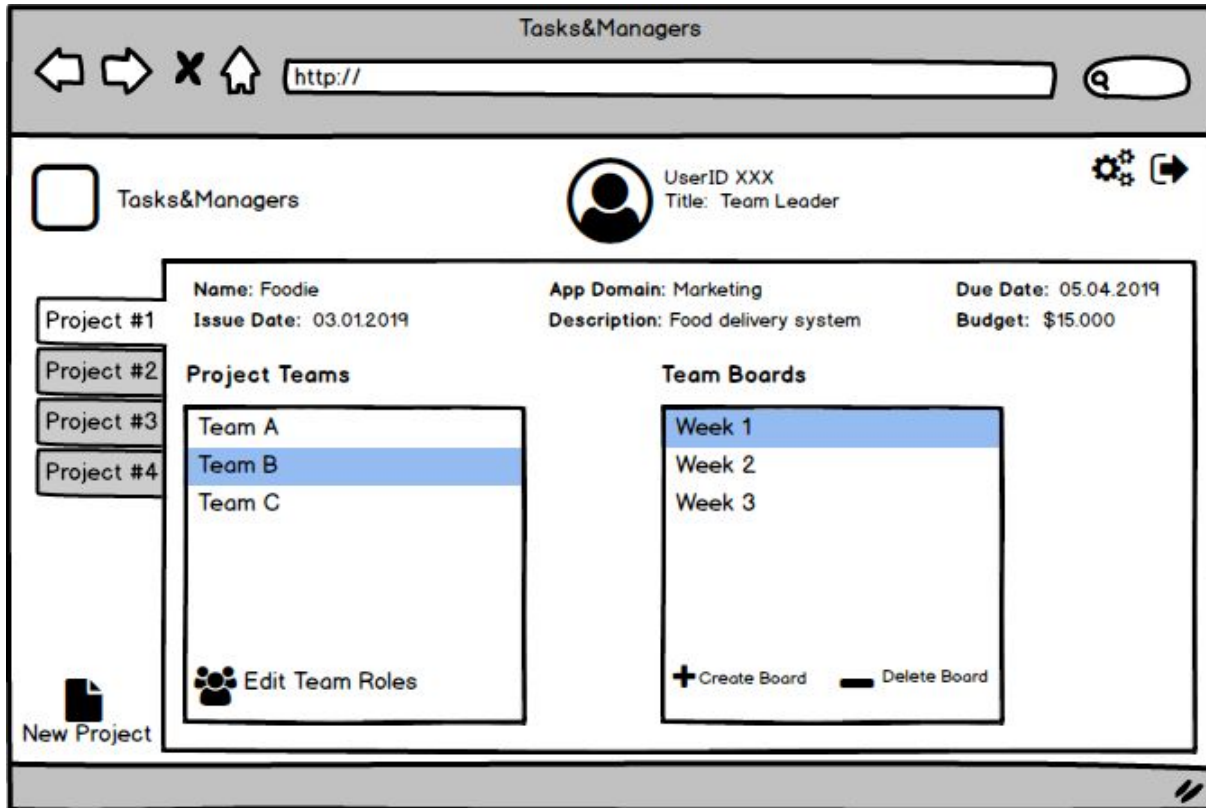 Tasks&Managers
http://
Tasks&Managers
UserID XXX
Title: Team Leader
Name: Foodie
App Domain: Marketing
Due Date: 05.04.2019
Issue Date: 03.01.2019
Description: Food delivery system
Budget: $15.000
Project #1
Project #2
Project #3
Project #4
New Project
Project Teams
Team A
Team B
Team C
Edit Team Roles
Team Boards
Week 1
Week 2
Week 3
Create Board
Delete Board